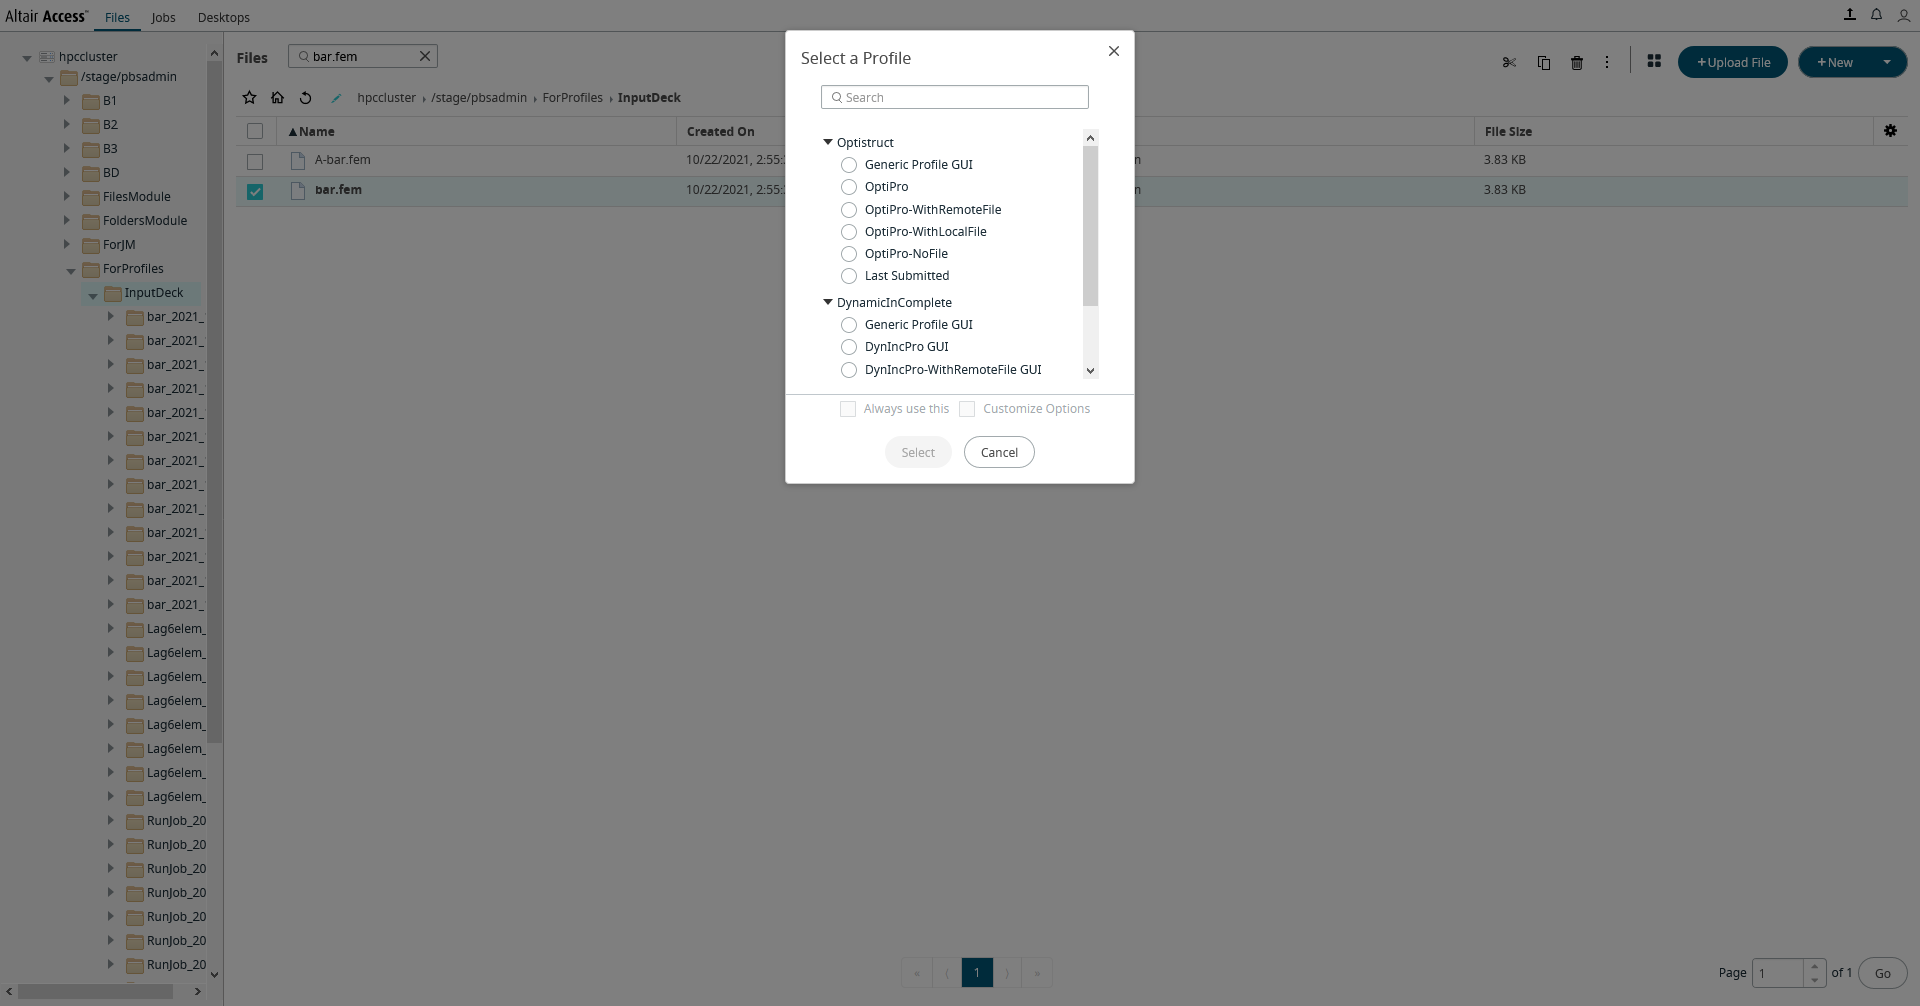 Altair Access™ Files Jobs Desktops
hpccluster
/stage/pbsadmin
B1
B2
B3
BD
FilesModule
FoldersModule
ForJM
ForProfiles
InputDeck
bar_2021_
bar_2021_
bar_2021_
bar_2021_
bar_2021_
bar_2021_
bar_2021_
bar_2021_
bar_2021_
bar_2021_
bar_2021_
bar_2021_
bar_2021_
Lag6elem_
Lag6elem_
Lag6elem_
Lag6elem_
Lag6elem_
Lag6elem_
Lag6elem_
Lag6elem_
RunJob_20
RunJob_20
RunJob_20
RunJob_20
RunJob_20
RunJob_20
RunJob_20
Files bar.fem
+Upload File +New
hpccluster › /stage/pbsadmin › ForProfiles › InputDeck
▲Name Created On File Size
A-bar.fem 10/22/2021, 2:55: 3.83 KB
bar.fem 10/22/2021, 2:55: 3.83 KB
Select a Profile
Search
Optistruct
Generic Profile GUI
OptiPro
OptiPro-WithRemoteFile
OptiPro-WithLocalFile
OptiPro-NoFile
Last Submitted
DynamicInComplete
Generic Profile GUI
DynIncPro GUI
DynIncPro-WithRemoteFile GUI
Always use this Customize Options
Select Cancel
« ⟨ 1 ⟩ »
Page 1 of 1 Go